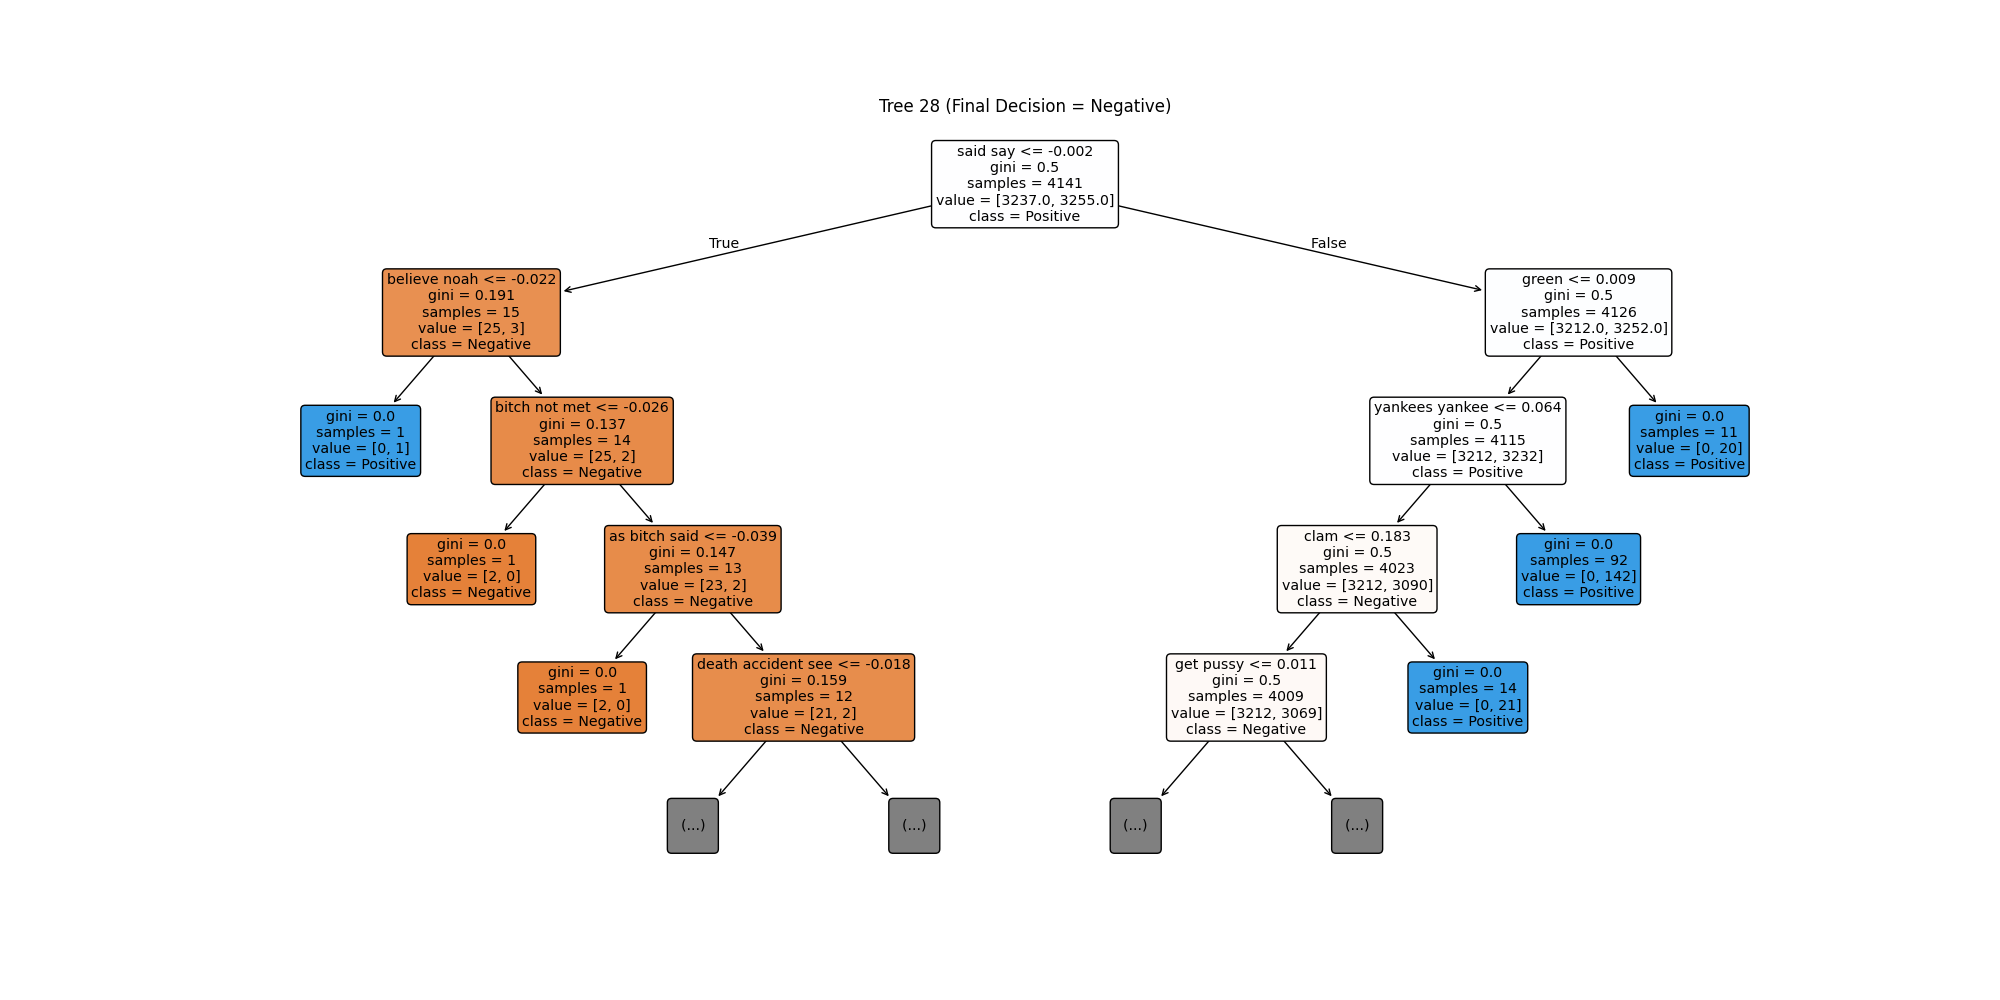 Tree 28 (Final Decision = Negative)
said say <= -0.002
gini = 0.5
samples = 4141
value = [3237.0, 3255.0]
class = Positive
True
False
believe noah <= -0.022
gini = 0.191
samples = 15
value = [25, 3]
class = Negative
green <= 0.009
gini = 0.5
samples = 4126
value = [3212.0, 3252.0]
class = Positive
gini = 0.0
samples = 1
value = [0, 1]
class = Positive
bitch not met <= -0.026
gini = 0.137
samples = 14
value = [25, 2]
class = Negative
yankees yankee <= 0.064
gini = 0.5
samples = 4115
value = [3212, 3232]
class = Positive
gini = 0.0
samples = 11
value = [0, 20]
class = Positive
gini = 0.0
samples = 1
value = [2, 0]
class = Negative
as bitch said <= -0.039
gini = 0.147
samples = 13
value = [23, 2]
class = Negative
clam <= 0.183
gini = 0.5
samples = 4023
value = [3212, 3090]
class = Negative
gini = 0.0
samples = 92
value = [0, 142]
class = Positive
gini = 0.0
samples = 1
value = [2, 0]
class = Negative
death accident see <= -0.018
gini = 0.159
samples = 12
value = [21, 2]
class = Negative
get pussy <= 0.011
gini = 0.5
samples = 4009
value = [3212, 3069]
class = Negative
gini = 0.0
samples = 14
value = [0, 21]
class = Positive
(...)
(...)
(...)
(...)